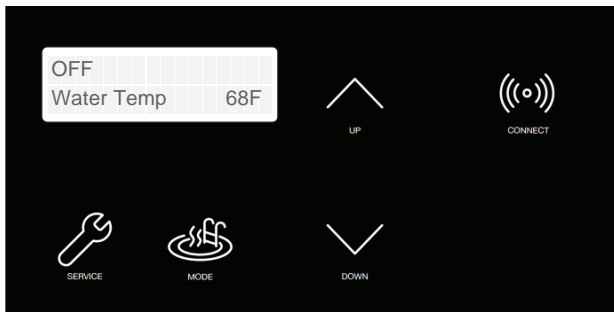 OFF
Water Temp 68F
UP
CONNECT
SERVICE
MODE
DOWN